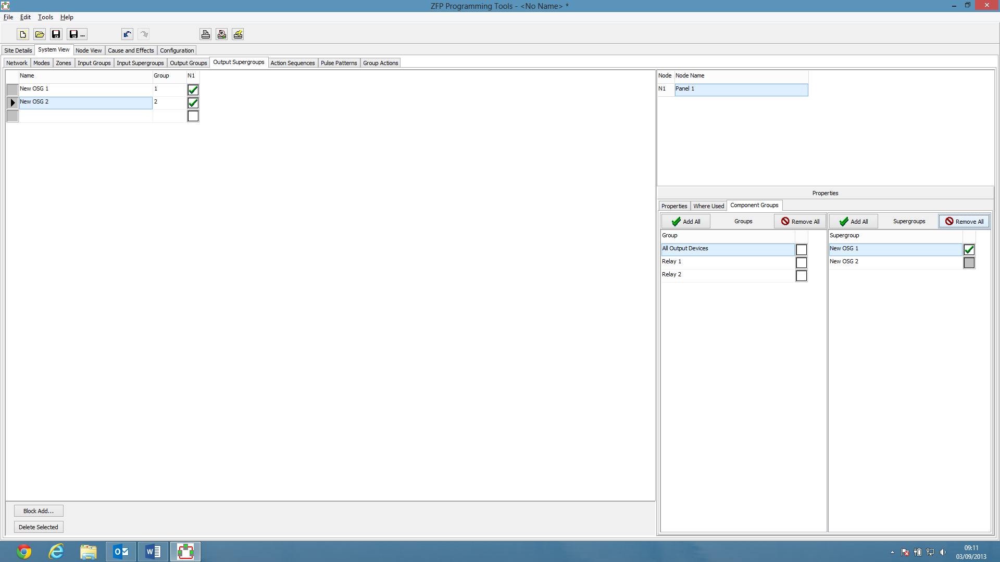 ZFP Programming Tools - <No Name> *
File Edit Tools Help
...
Site Details System View Node View Cause and Effects Configuration
Network Modes Zones Input Groups Input Supergroups Output Groups Output Supergroups Action Sequences Pulse Patterns Group Actions
Name Group N1
New OSG 1 1
New OSG 2 2
Block Add...
Delete Selected
Node Node Name
N1 Panel 1
Properties
Properties Where Used Component Groups
Add All Groups Remove All
Group
All Output Devices
Relay 1
Relay 2
Add All Supergroups Remove All
Supergroup
New OSG 1
New OSG 2
09:11
03/09/2013